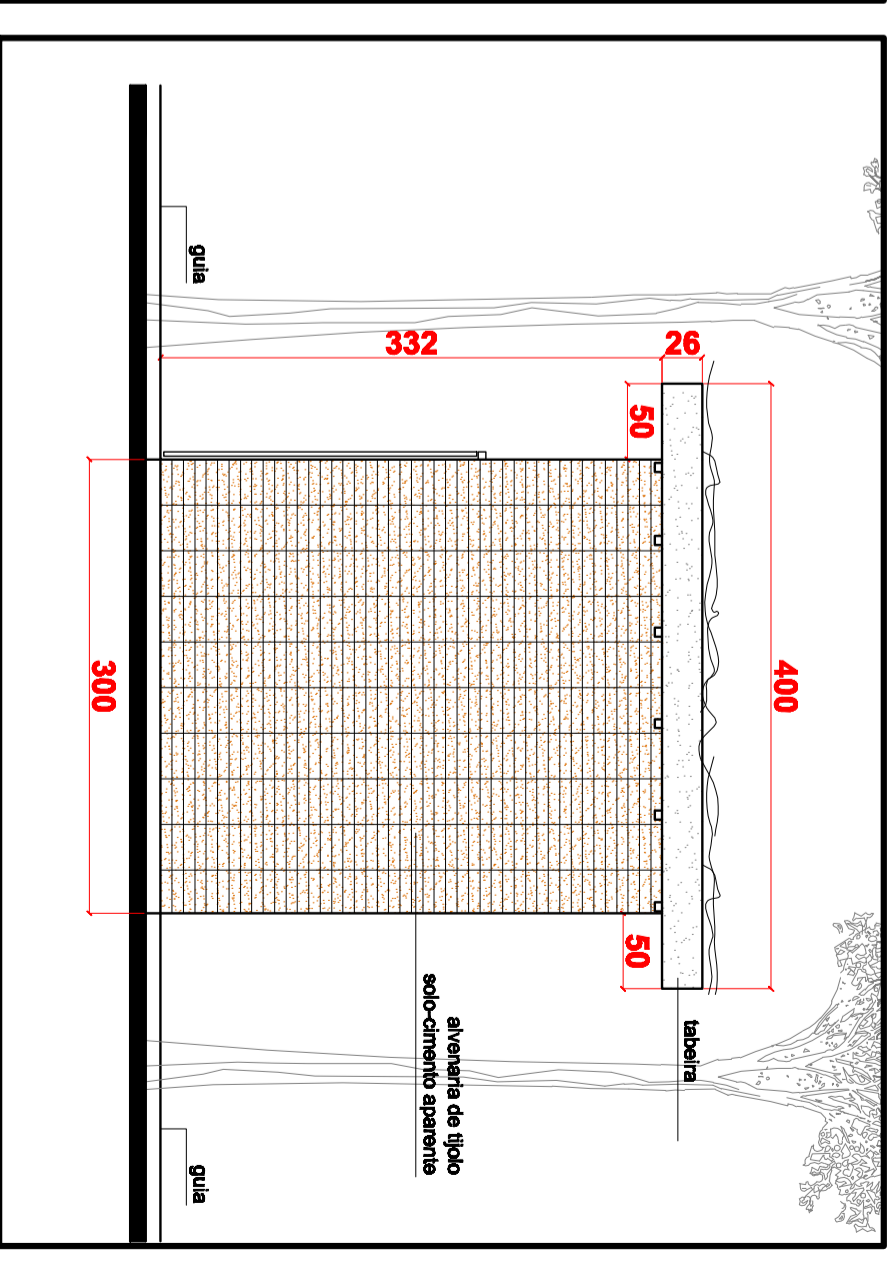 400
26
tabeira
50
50
alvenaria de tijolo
solo-cimento aparente
332
guia
guia
300